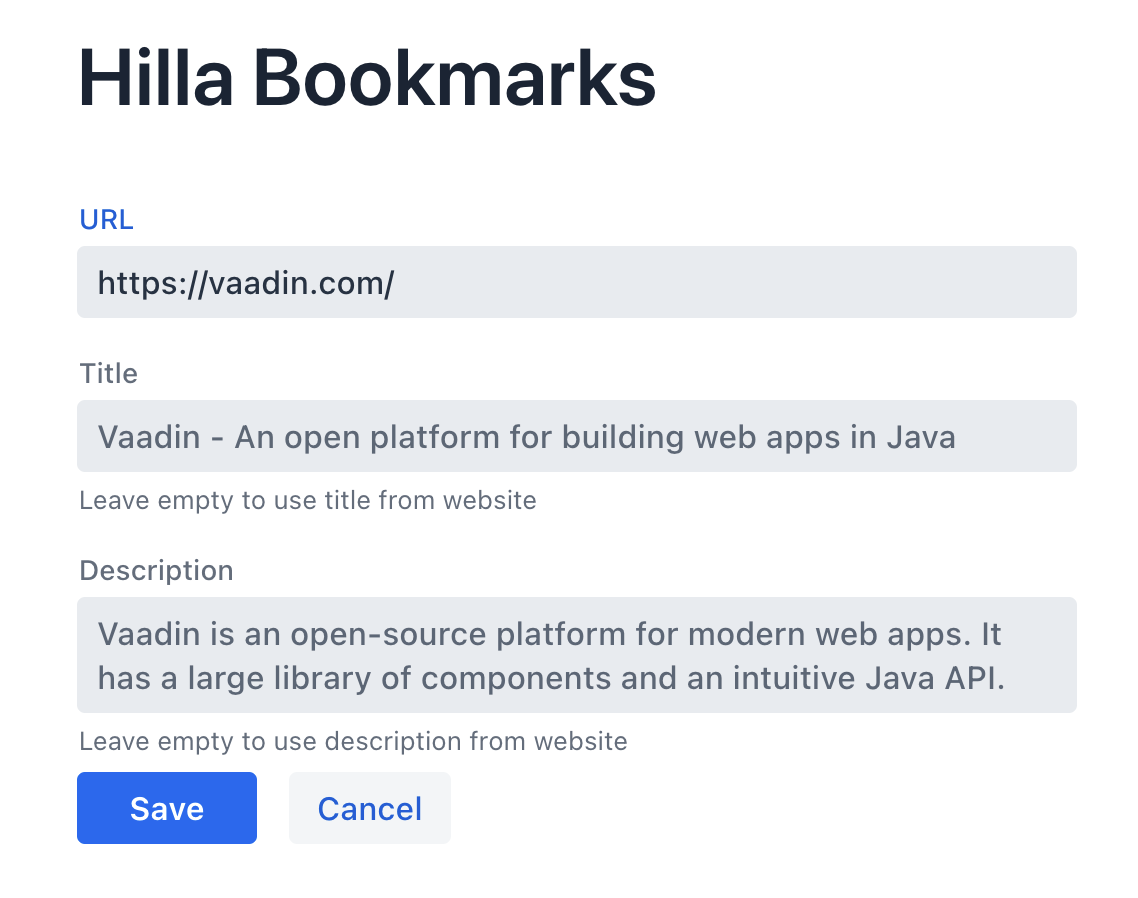 Hilla Bookmarks
URL
https://vaadin.com/
Title
Vaadin - An open platform for building web apps in Java
Leave empty to use title from website
Description
Vaadin is an open-source platform for modern web apps. It
has a large library of components and an intuitive Java API.
Leave empty to use description from website
Save
Cancel